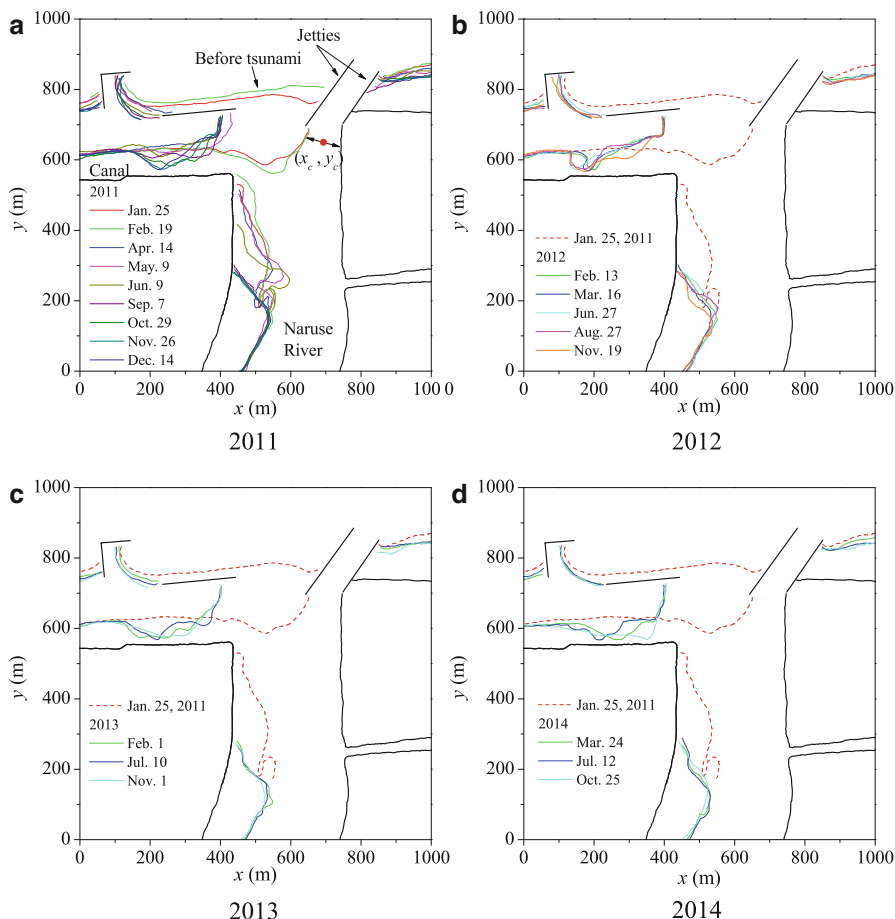 a
Jetties
Before tsunami
(x_c, y_c)
Canal
2011
Jan. 25
Feb. 19
Apr. 14
May. 9
Jun. 9
Sep. 7
Oct. 29
Nov. 26
Dec. 14
Naruse
River
1000
800
600
400
200
0
y (m)
0 200 400 600 800 1000
x (m)
2011
b
Jan. 25, 2011
2012
Feb. 13
Mar. 16
Jun. 27
Aug. 27
Nov. 19
1000
800
600
400
200
0
y (m)
0 200 400 600 800 1000
x (m)
2012
c
Jan. 25, 2011
2013
Feb. 1
Jul. 10
Nov. 1
1000
800
600
400
200
0
y (m)
0 200 400 600 800 1000
x (m)
2013
d
Jan. 25, 2011
2014
Mar. 24
Jul. 12
Oct. 25
1000
800
600
400
200
0
y (m)
0 200 400 600 800 1000
x (m)
2014